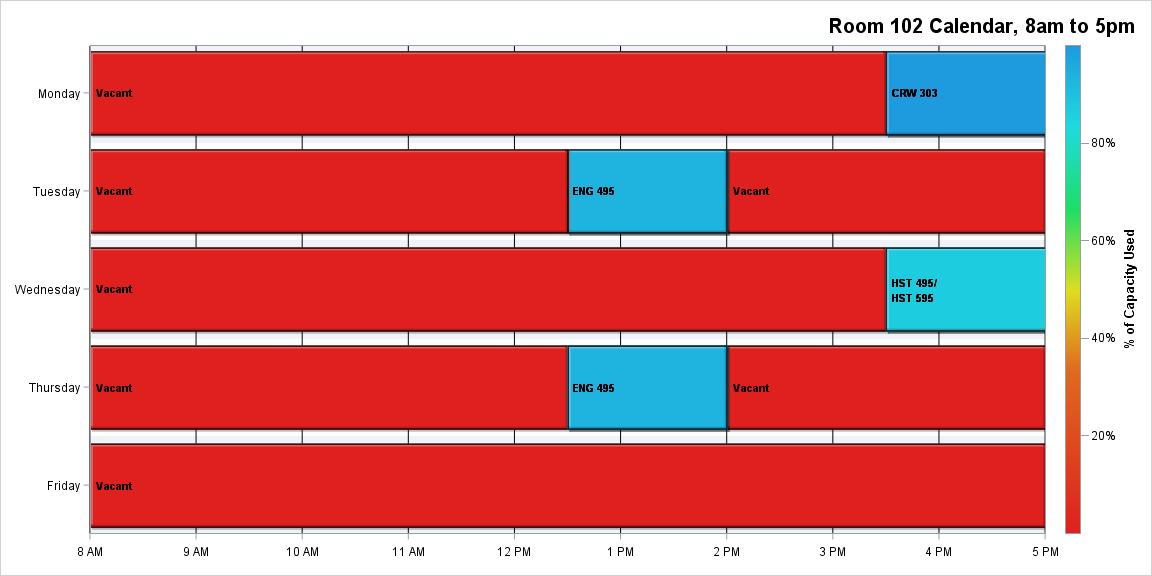 Room 102 Calendar, 8am to 5pm
Monday
Vacant
CRW 303
Tuesday
Vacant
ENG 495
Vacant
Wednesday
Vacant
HST 495/
HST 595
Thursday
Vacant
ENG 495
Vacant
Friday
Vacant
8 AM
9 AM
10 AM
11 AM
12 PM
1 PM
2 PM
3 PM
4 PM
5 PM
80%
60%
40%
20%
% of Capacity Used